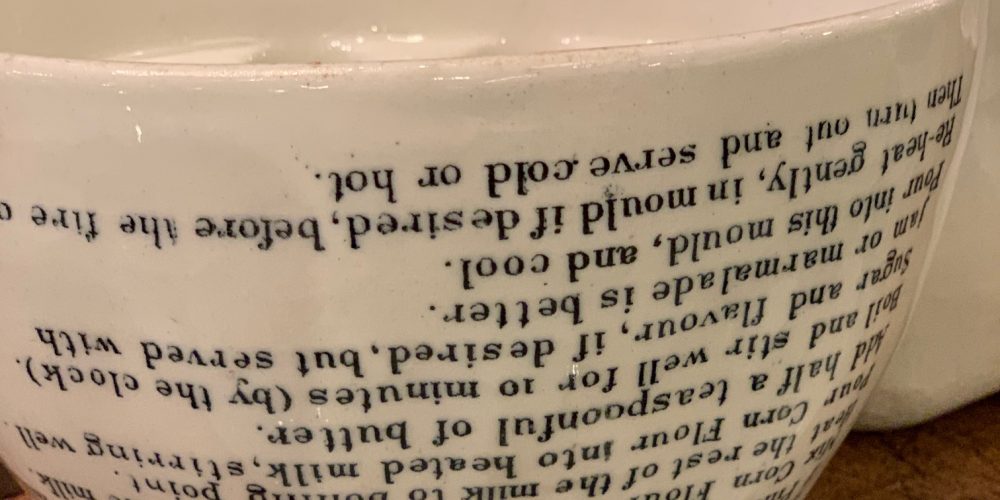 Corn Flour milk.
Heat the rest of the milk to boiling point.
Pour Corn Flour into heated milk, stirring well.
Add half a teaspoonful of butter.
Boil and stir well for 10 minutes (by the clock).
Sugar and flavour, if desired, but served with
Jam or marmalade is better.
Pour into this mould, and cool.
Re-heat gently, in mould if desired, before the fire
Then turn out and serve cold or hot.